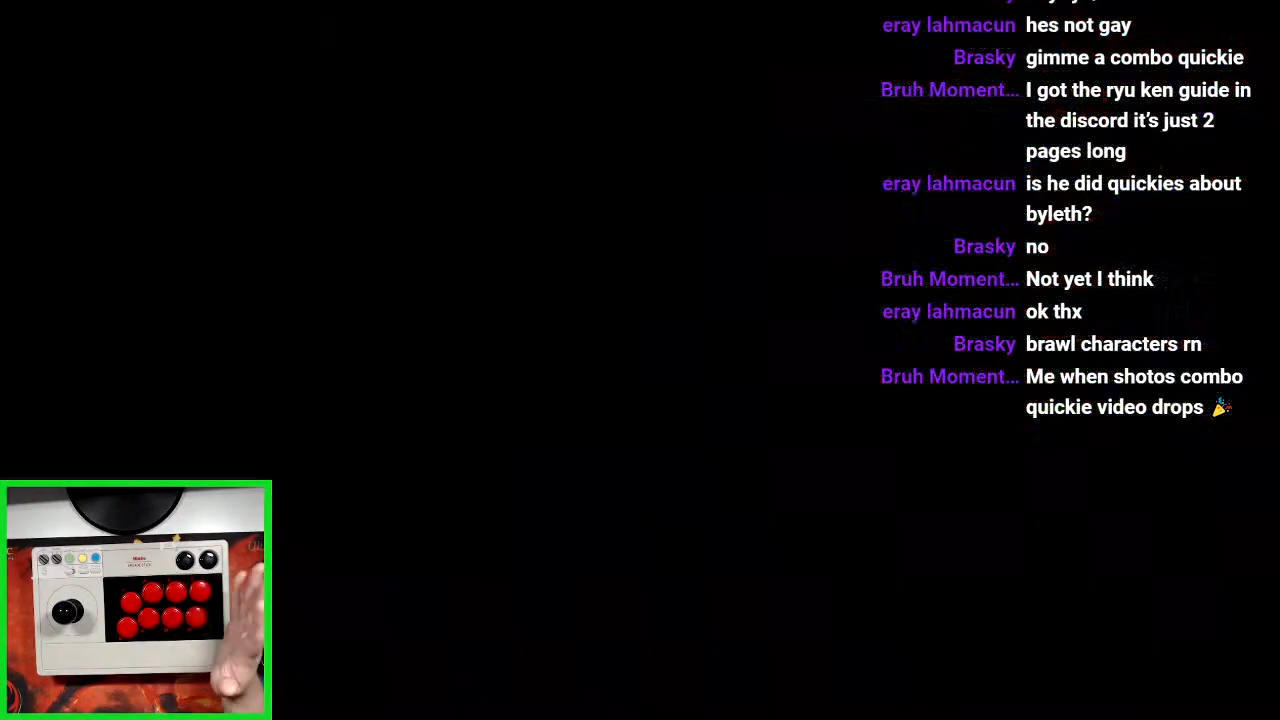 eray lahmacun hes not gay
Brasky gimme a combo quickie
Bruh Moment… I got the ryu ken guide in
the discord it’s just 2
pages long
eray lahmacun is he did quickies about
byleth?
Brasky no
Bruh Moment… Not yet I think
eray lahmacun ok thx
Brasky brawl characters rn
Bruh Moment… Me when shotos combo
quickie video drops 🎉